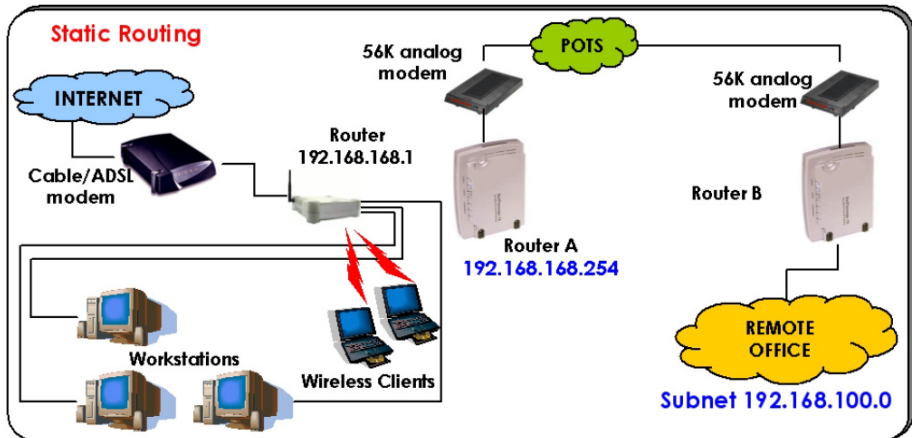 Static Routing
INTERNET
Cable/ADSL
modem
Router
192.168.168.1
56K analog
modem
POTS
56K analog
modem
Router A
192.168.168.254
Router B
Workstations
Wireless Clients
REMOTE
OFFICE
Subnet 192.168.100.0